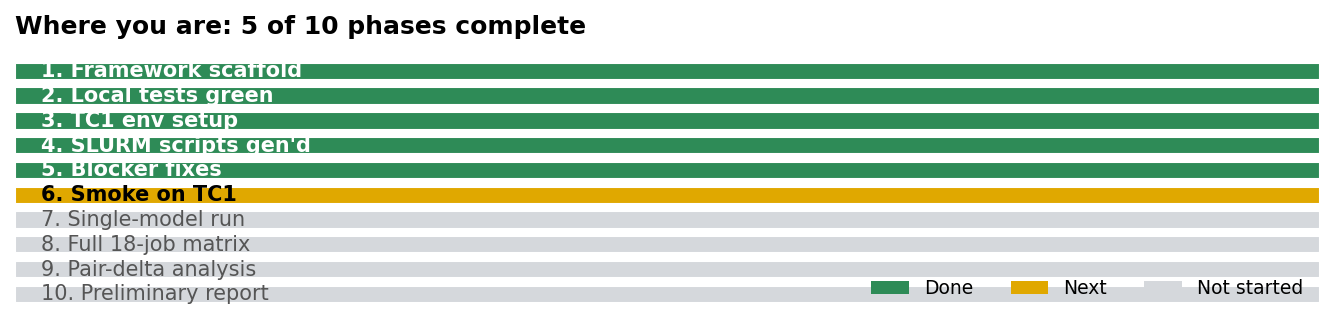 Where you are: 5 of 10 phases complete
1. Framework scaffold
2. Local tests green
3. TC1 env setup
4. SLURM scripts gen'd
5. Blocker fixes
6. Smoke on TC1
7. Single-model run
8. Full 18-job matrix
9. Pair-delta analysis
10. Preliminary report
Done Next Not started